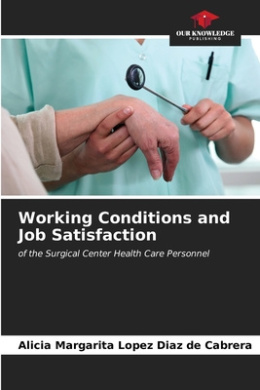 OUR KNOWLEDGE
PUBLISHING
Working Conditions and
Job Satisfaction
of the Surgical Center Health Care Personnel
Alicia Margarita Lopez Diaz de Cabrera